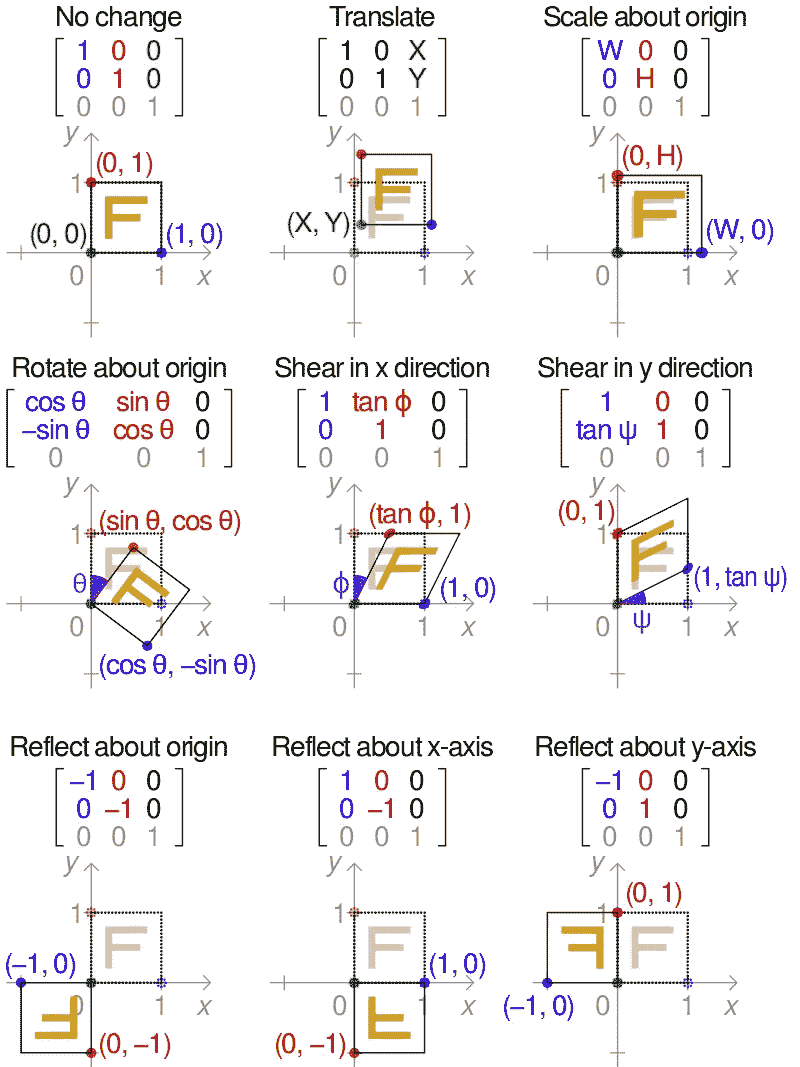 No change
1 0 0
0 1 0
0 0 1
y
(0, 1)
1
(0, 0)
(1, 0)
0
1
x
Translate
1 0 X
0 1 Y
0 0 1
y
1
(X, Y)
0
1
x
Scale about origin
W 0 0
0 H 0
0 0 1
y
(0, H)
1
(W, 0)
0
1
x
Rotate about origin
cos θ sin θ 0
–sin θ cos θ 0
0 0 1
y
(sin θ, cos θ)
1
θ
0
1
x
(cos θ, –sin θ)
Shear in x direction
1 tan ϕ 0
0 1 0
0 0 1
y
(tan ϕ, 1)
1
ϕ
(1, 0)
0
1
x
Shear in y direction
1 0 0
tan ψ 1 0
0 0 1
y
(0, 1)
1
(1, tan ψ)
ψ
0
1
x
Reflect about origin
–1 0 0
0 –1 0
0 0 1
y
1
(–1, 0)
0
1
x
(0, –1)
Reflect about x-axis
1 0 0
0 –1 0
0 0 1
y
1
(1, 0)
0
1
x
(0, –1)
Reflect about y-axis
–1 0 0
0 1 0
0 0 1
y
(0, 1)
1
(–1, 0)
0
1
x